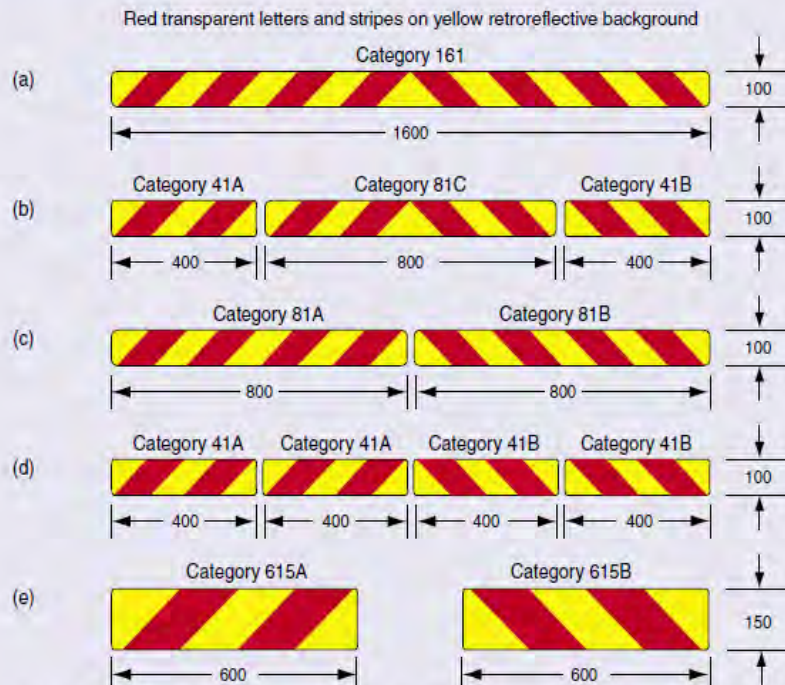 Red transparent letters and stripes on yellow retroreflective background
Category 161
(a)
100
1600
Category 41A Category 81C Category 41B
(b)
100
400 800 400
Category 81A Category 81B
(c)
100
800 800
Category 41A Category 41A Category 41B Category 41B
(d)
100
400 400 400 400
Category 615A Category 615B
(e)
150
600 600